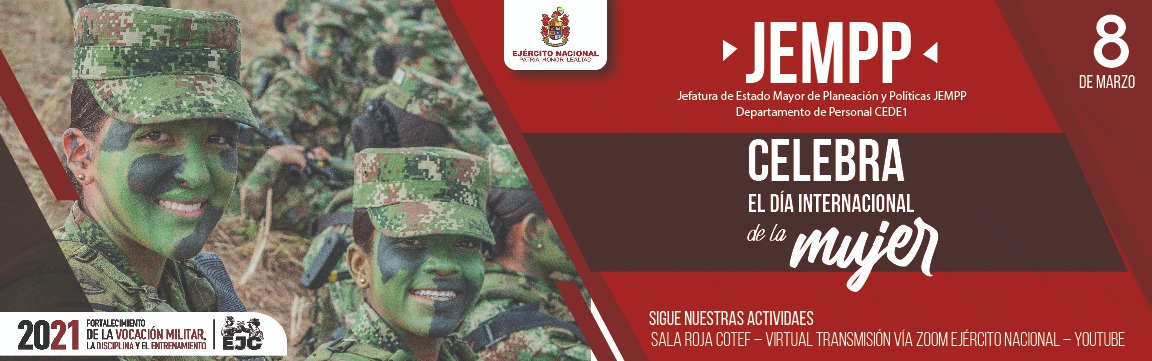 EJÉRCITO NACIONAL
PATRIA HONOR LEALTAD
JEMPP
Jefatura de Estado Mayor de Planeación y Políticas JEMPP
Departamento de Personal CEDE1
8
DE MARZO
CELEBRA
EL DÍA INTERNACIONAL
de la mujer
SIGUE NUESTRAS ACTIVIDAES
SALA ROJA COTEF – VIRTUAL TRANSMISIÓN VÍA ZOOM EJÉRCITO NACIONAL – YOUTUBE
2021
FORTALECIMIENTO
DE LA VOCACIÓN MILITAR,
LA DISCIPLINA Y EL ENTRENAMIENTO
EJC